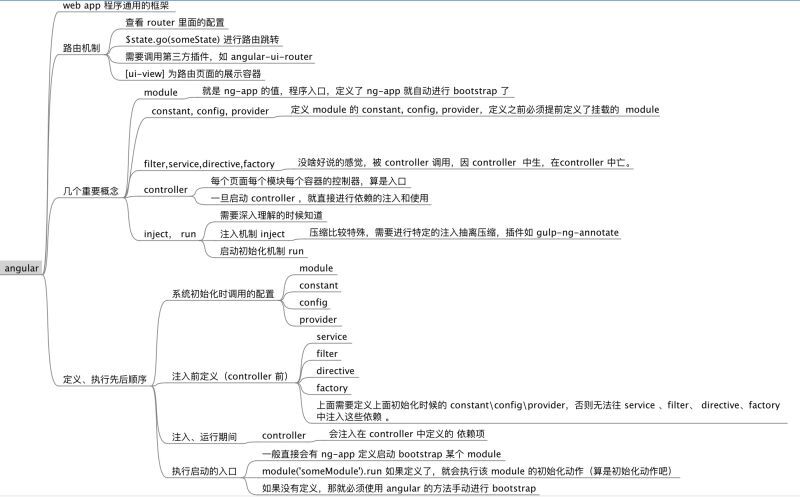 web app 程序通用的框架
查看 router 里面的配置
$state.go(someState) 进行路由跳转
路由机制
需要调用第三方插件，如 angular-ui-router
[ui-view] 为路由页面的展示容器
module
就是 ng-app 的值，程序入口，定义了 ng-app 就自动进行 bootstrap 了
constant, config, provider
定义 module 的 constant, config, provider，定义之前必须提前定义了挂载的 module
filter,service,directive,factory
没啥好说的感觉，被 controller 调用，因 controller 中生，在controller,中亡。
几个重要概念
controller
每个页面每个模块每个容器的控制器，算是入口
一旦启动 controller ，就直接进行依赖的注入和使用
inject， run
需要深入理解的时候知道
注入机制 inject
压缩比较特殊，需要进行特定的注入抽离压缩，插件如 gulp-ng-annotate
启动初始化机制 run
angular
系统初始化时调用的配置
module
constant
config
provider
定义、执行先后顺序
注入前定义（controller 前）
service
filter
directive
factory
上面需要定义上面初始化时候的 constant\config\provider，否则无法往 service 、filter、 directive、factory
中注入这些依赖 。
注入、运行期间
controller
会注入在 controller 中定义的 依赖项
执行启动的入口
一般直接会有 ng-app 定义启动 bootstrap 某个 module
module('someModule').run 如果定义了，就会执行该 module 的初始化动作（算是初始化动作吧）
如果没有定义，那就必须使用 angular 的方法手动进行 bootstrap